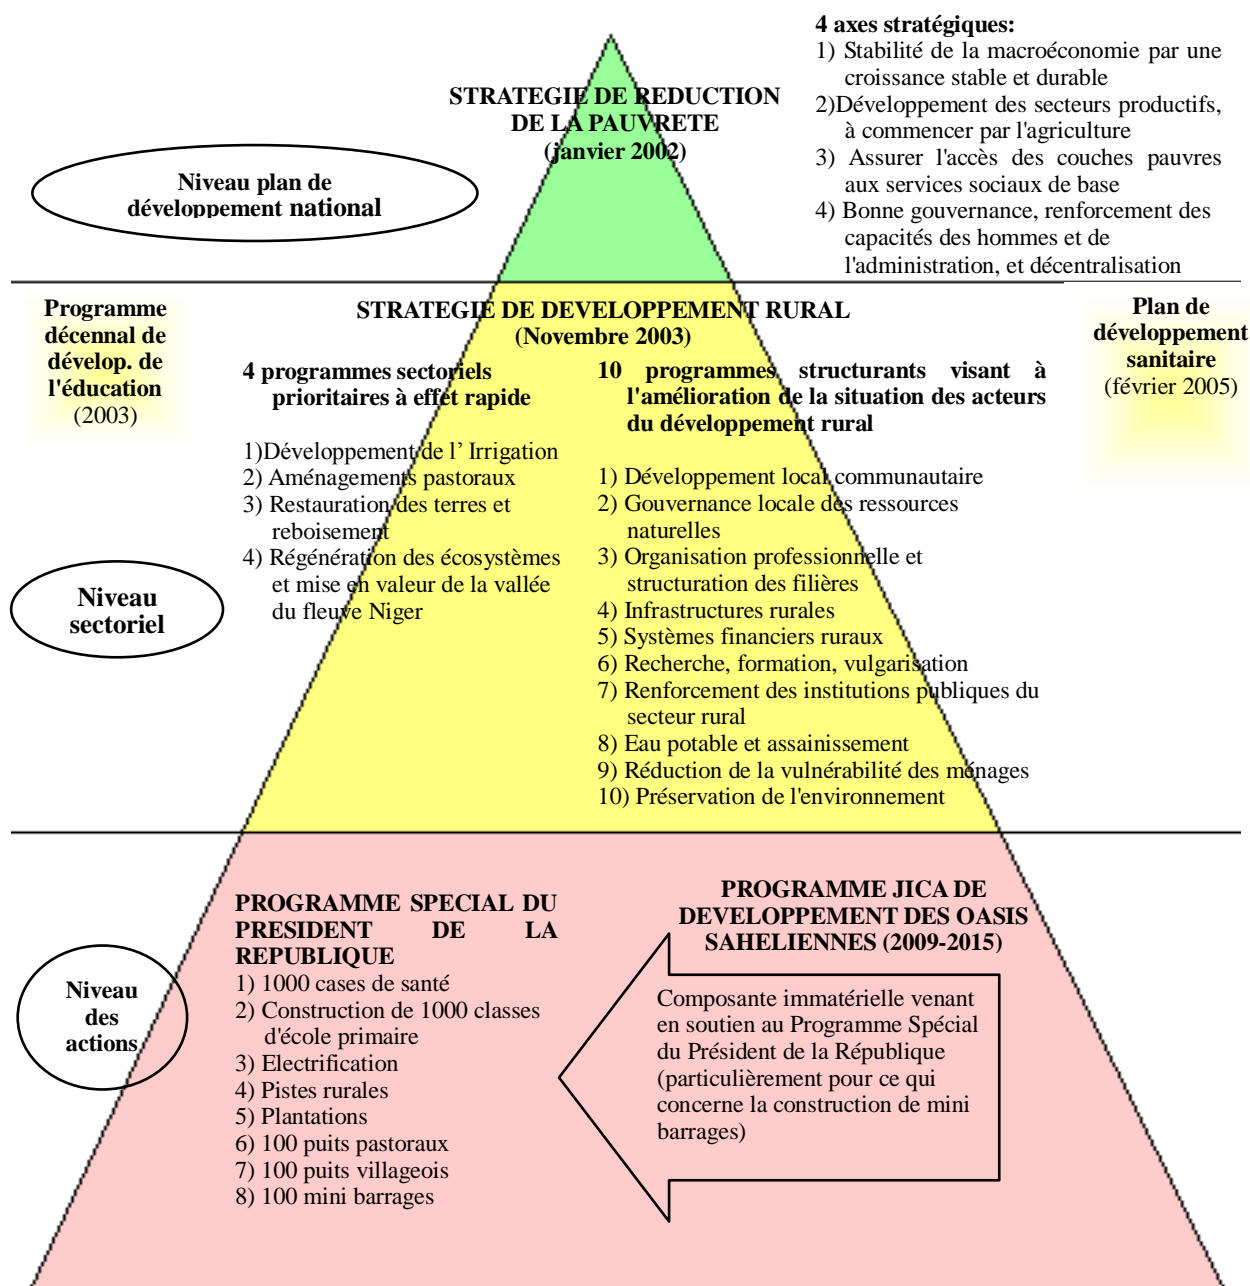 4 axes stratégiques:
1) Stabilité de la macroéconomie par une
croissance stable et durable
2)Développement des secteurs productifs,
à commencer par l'agriculture
3) Assurer l'accès des couches pauvres
aux services sociaux de base
4) Bonne gouvernance, renforcement des
capacités des hommes et de
l'administration, et décentralisation
STRATEGIE DE REDUCTION
DE LA PAUVRETE
(janvier 2002)
Niveau plan de
développement national
Programme
décennal de
dévelop. de
l'éducation
(2003)
STRATEGIE DE DEVELOPPEMENT RURAL
(Novembre 2003)
Plan de
développement
sanitaire
(février 2005)
4 programmes sectoriels
prioritaires à effet rapide
1)Développement de l' Irrigation
2) Aménagements pastoraux
3) Restauration des terres et
reboisement
4) Régénération des écosystèmes
et mise en valeur de la vallée
du fleuve Niger
10 programmes structurants visant à
l'amélioration de la situation des acteurs
du développement rural
1) Développement local communautaire
2) Gouvernance locale des ressources
naturelles
3) Organisation professionnelle et
structuration des filières
4) Infrastructures rurales
5) Systèmes financiers ruraux
6) Recherche, formation, vulgarisation
7) Renforcement des institutions publiques du
secteur rural
8) Eau potable et assainissement
9) Réduction de la vulnérabilité des ménages
10) Préservation de l'environnement
Niveau
sectoriel
PROGRAMME SPECIAL DU
PRESIDENT DE LA
REPUBLIQUE
1) 1000 cases de santé
2) Construction de 1000 classes
d'école primaire
3) Electrification
4) Pistes rurales
5) Plantations
6) 100 puits pastoraux
7) 100 puits villageois
8) 100 mini barrages
PROGRAMME JICA DE
DEVELOPPEMENT DES OASIS
SAHELIENNES (2009-2015)
Composante immatérielle venant
en soutien au Programme Spécial
du Président de la République
(particulièrement pour ce qui
concerne la construction de mini
barrages)
Niveau
des
actions